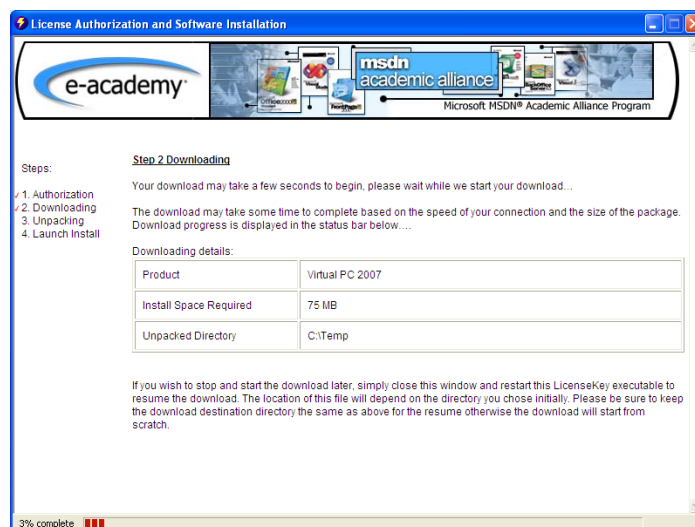 License Authorization and Software Installation
e-academy
msdn
academic alliance
Office2000
FrontPage
Microsoft MSDN® Academic Alliance Program
Steps:
1. Authorization
2. Downloading
3. Unpacking
4. Launch Install
Step 2 Downloading
Your download may take a few seconds to begin, please wait while we start your download...
The download may take some time to complete based on the speed of your connection and the size of the package.
Download progress is displayed in the status bar below....
Downloading details:
Product Virtual PC 2007
Install Space Required 75 MB
Unpacked Directory C:\Temp
If you wish to stop and start the download later, simply close this window and restart this LicenseKey executable to
resume the download. The location of this file will depend on the directory you chose initially. Please be sure to keep
the download destination directory the same as above for the resume otherwise the download will start from
scratch.
3% complete